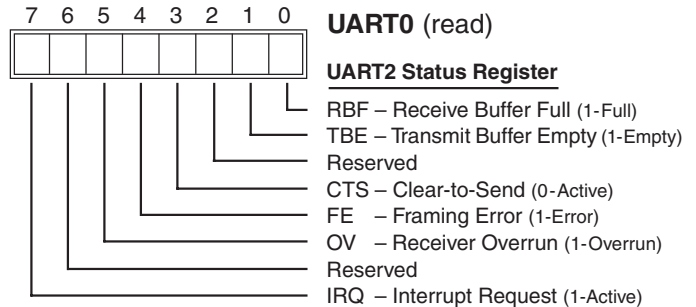 7 6 5 4 3 2 1 0
UART0 (read)
UART2 Status Register
RBF – Receive Buffer Full (1-Full)
TBE – Transmit Buffer Empty (1-Empty)
Reserved
CTS – Clear-to-Send (0-Active)
FE – Framing Error (1-Error)
OV – Receiver Overrun (1-Overrun)
Reserved
IRQ – Interrupt Request (1-Active)